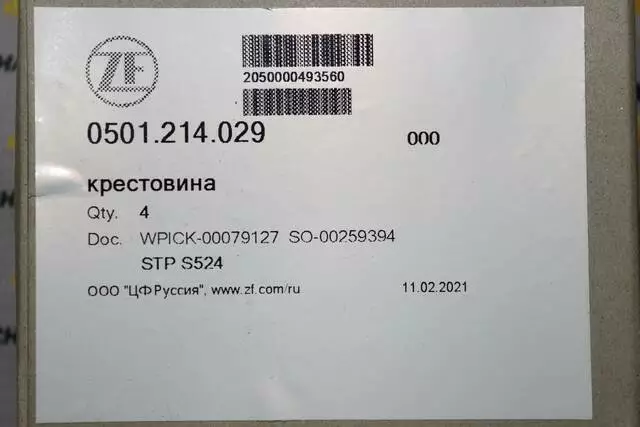 ZF
2050000493560
0501.214.029 000
крестовина
Qty. 4
Doc. WPICK-00079127 SO-00259394
STP S524
ООО "ЦФ Руссия", www.zf.com/ru 11.02.2021